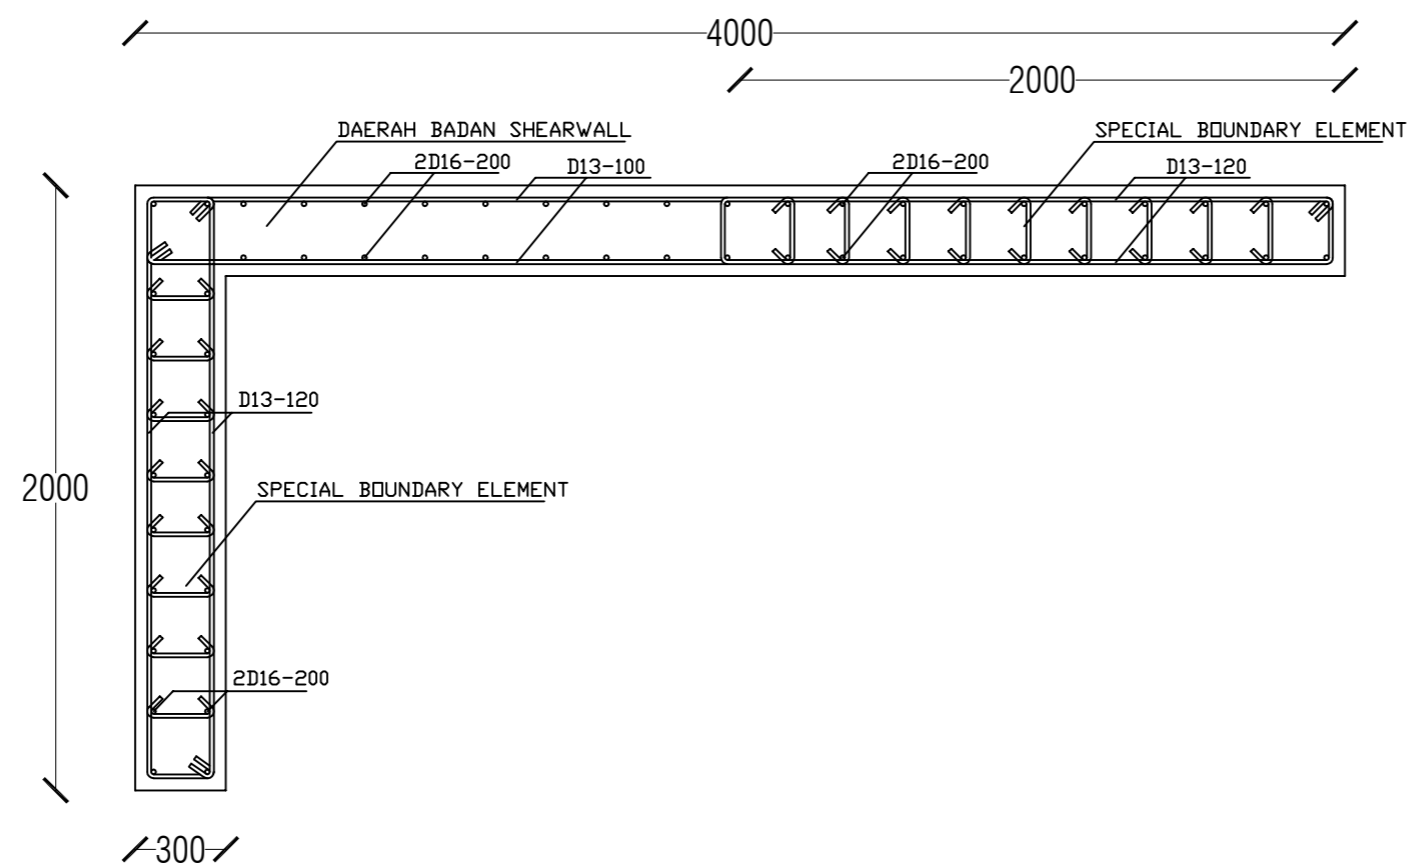 4000
2000
DAERAH BADAN SHEARWALL
SPECIAL BOUNDARY ELEMENT
2D16-200
D13-100
2D16-200
D13-120
D13-120
2000
SPECIAL BOUNDARY ELEMENT
2D16-200
300